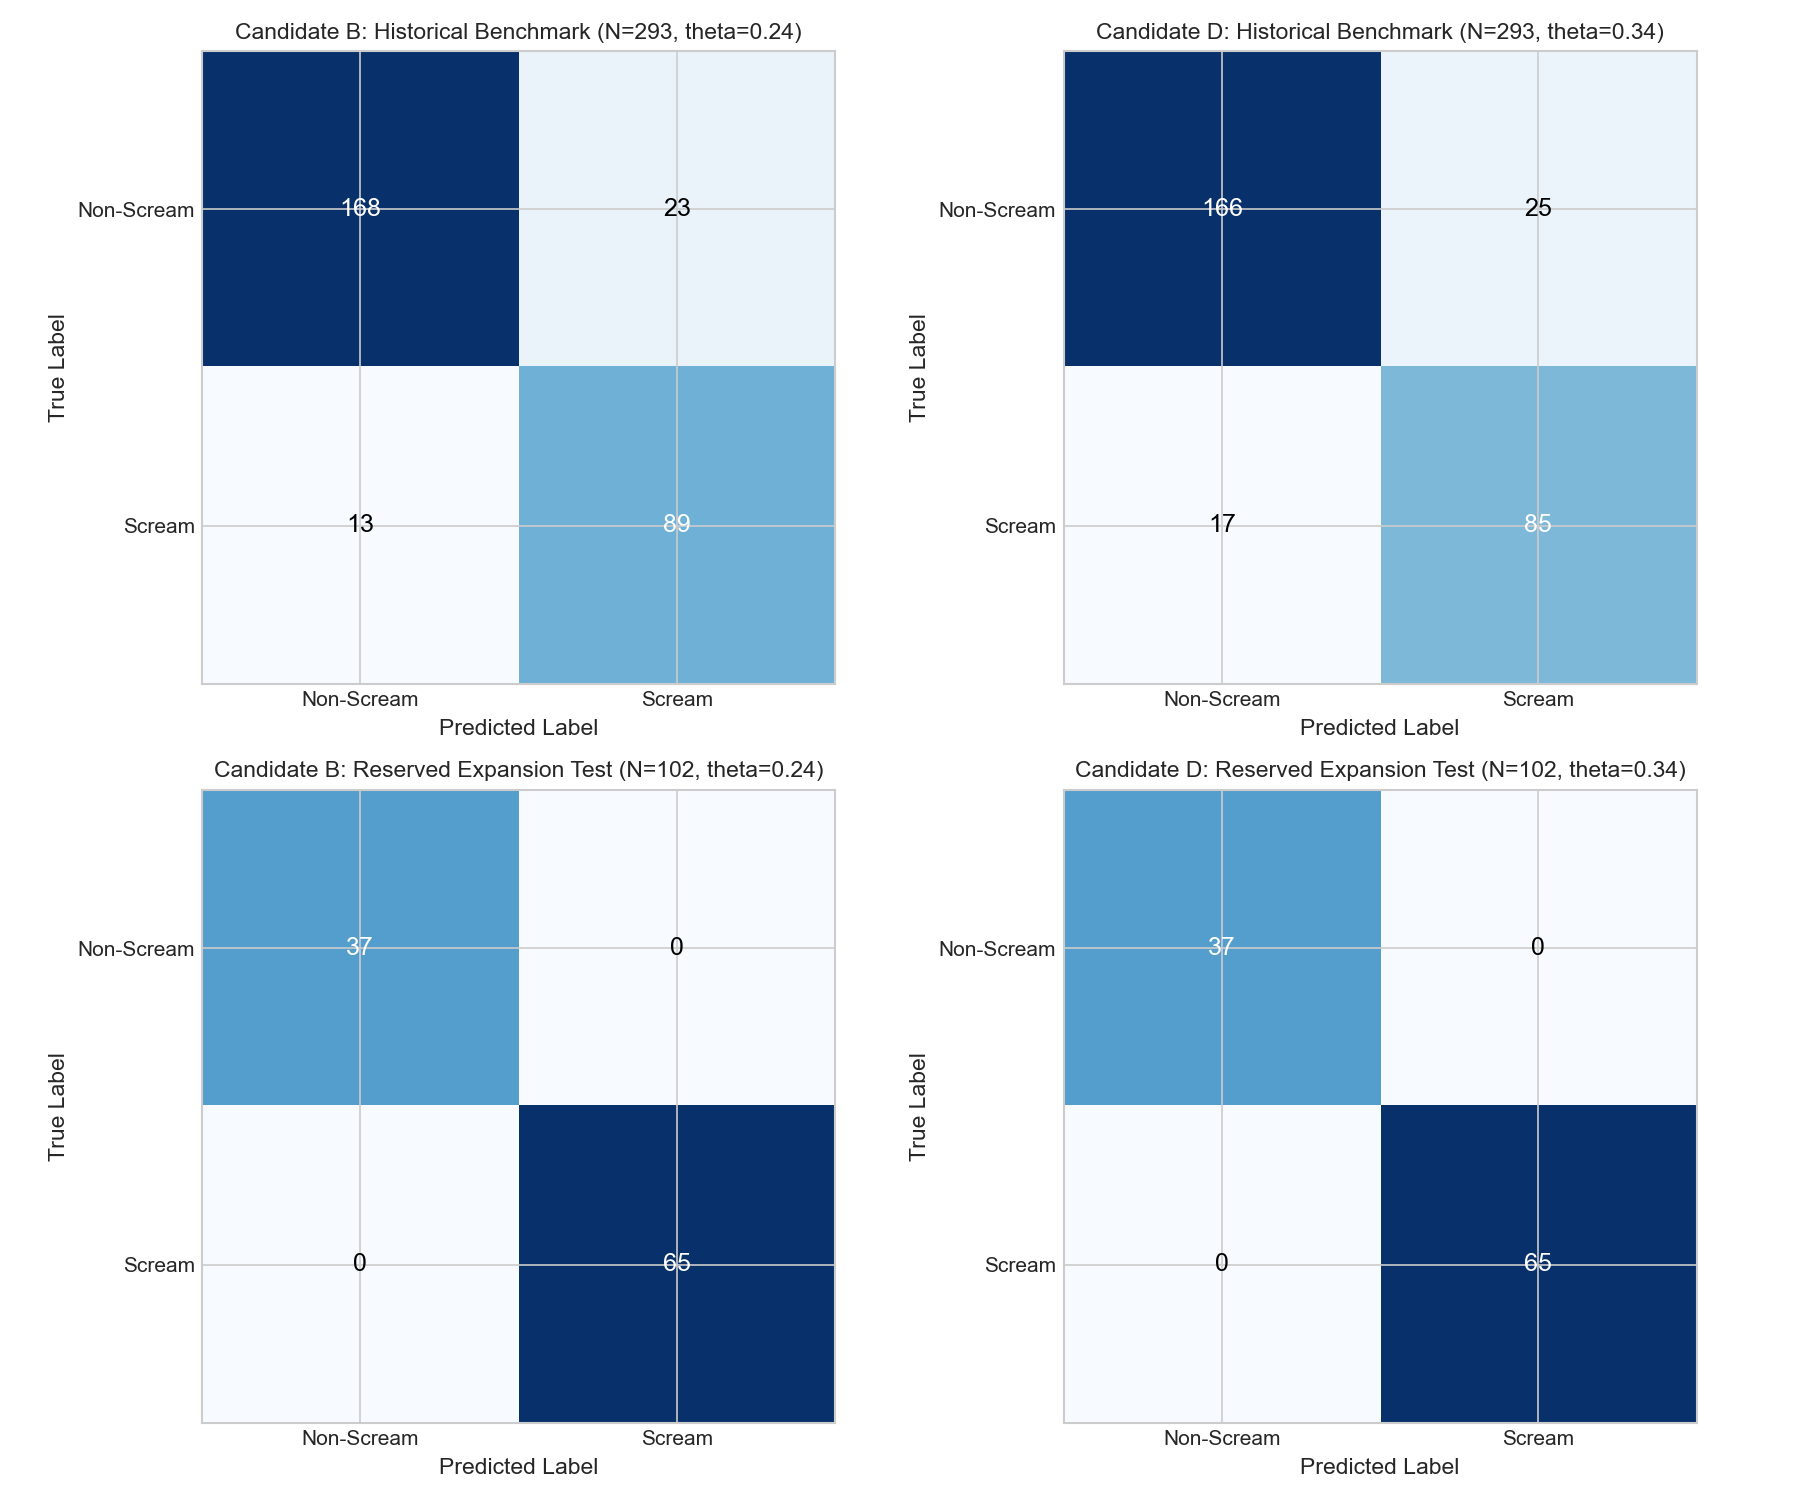 Candidate B: Historical Benchmark (N=293, theta=0.24)
True Label
Non-Scream
168
23
Scream
13
89
Non-Scream
Scream
Predicted Label
Candidate D: Historical Benchmark (N=293, theta=0.34)
True Label
Non-Scream
166
25
Scream
17
85
Non-Scream
Scream
Predicted Label
Candidate B: Reserved Expansion Test (N=102, theta=0.24)
True Label
Non-Scream
37
0
Scream
0
65
Non-Scream
Scream
Predicted Label
Candidate D: Reserved Expansion Test (N=102, theta=0.34)
True Label
Non-Scream
37
0
Scream
0
65
Non-Scream
Scream
Predicted Label